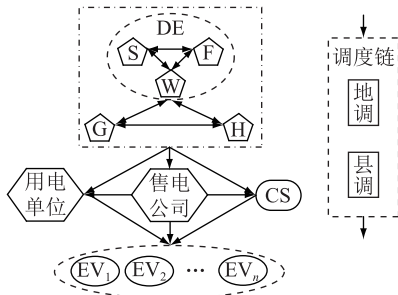 DE
S
F
W
G
H
用电
单位
售电
公司
CS
EV1
EV2
...
EVn
调度链
地
调
县
调